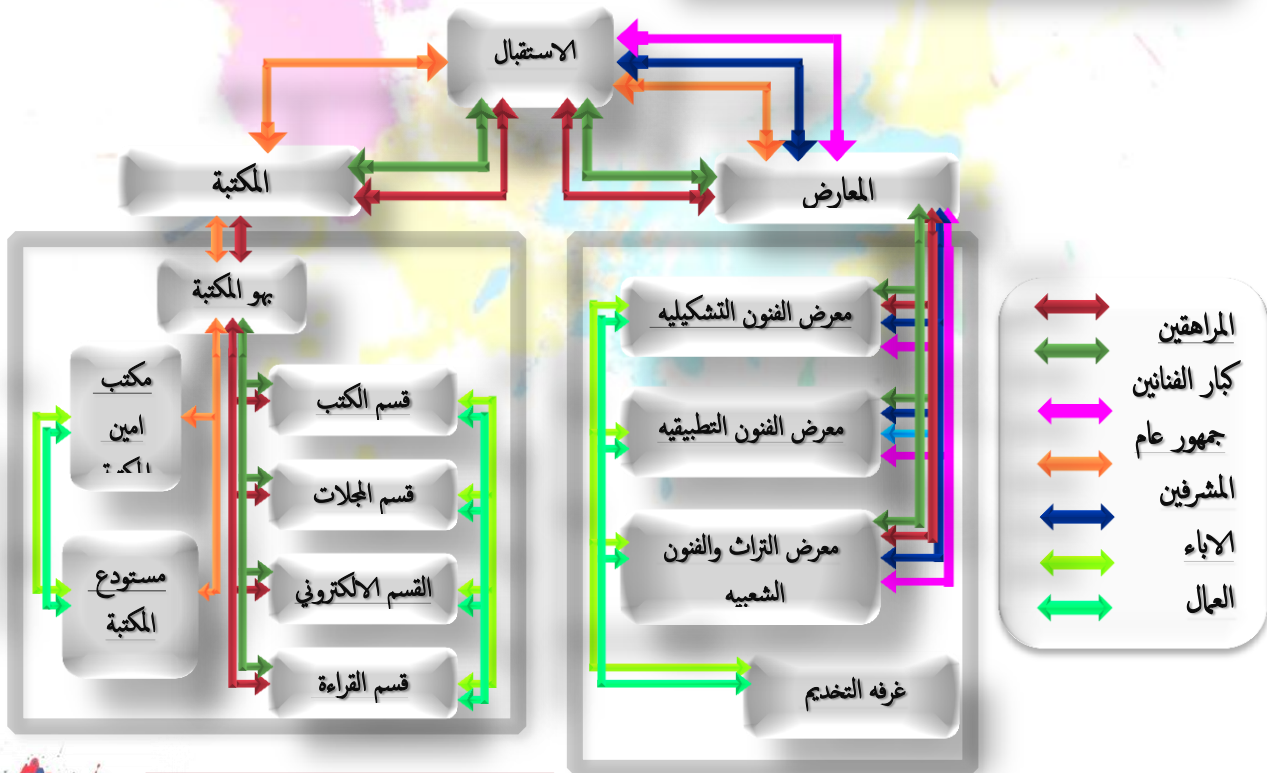 الاستقبال
المعارض
المكتبة
بهو المكتبة
مكتب
امين
قسم الكتب
قسم المجلات
القسم الالكتروني
قسم القراءة
مستودع
المكتبة
معرض الفنون التشكيليه
معرض الفنون التطبيقيه
معرض التراث والفنون
الشعبيه
غرفه التخديم
المراهقين
كبار الفنانين
جمهور عام
المشرفين
الاباء
العمال